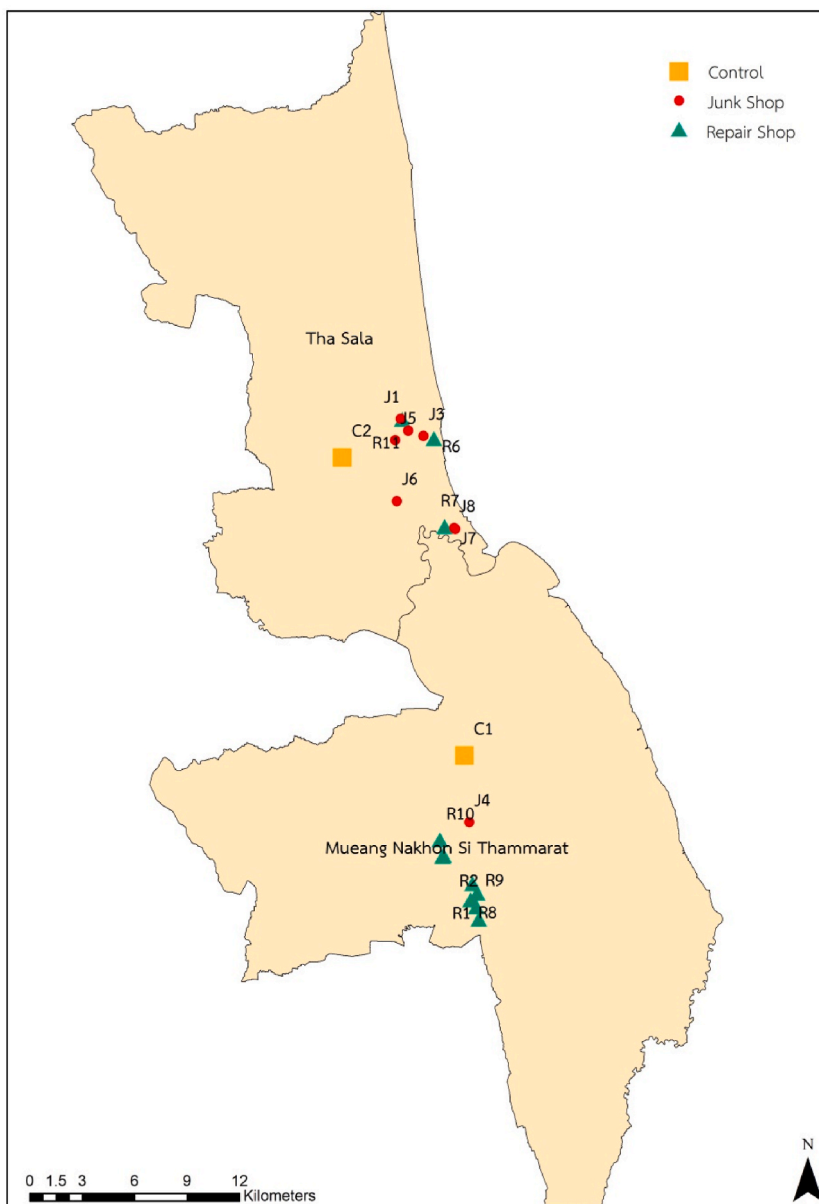 Control
Junk Shop
Repair Shop
Tha Sala
J1
J5
J3
C2
R11
R6
J6
R7
J8
J7
C1
J4
R10
Mueang Nakhon Si Thammarat
R2 R9
R1 R8
N
0 1.5 3 6 9 12
Kilometers